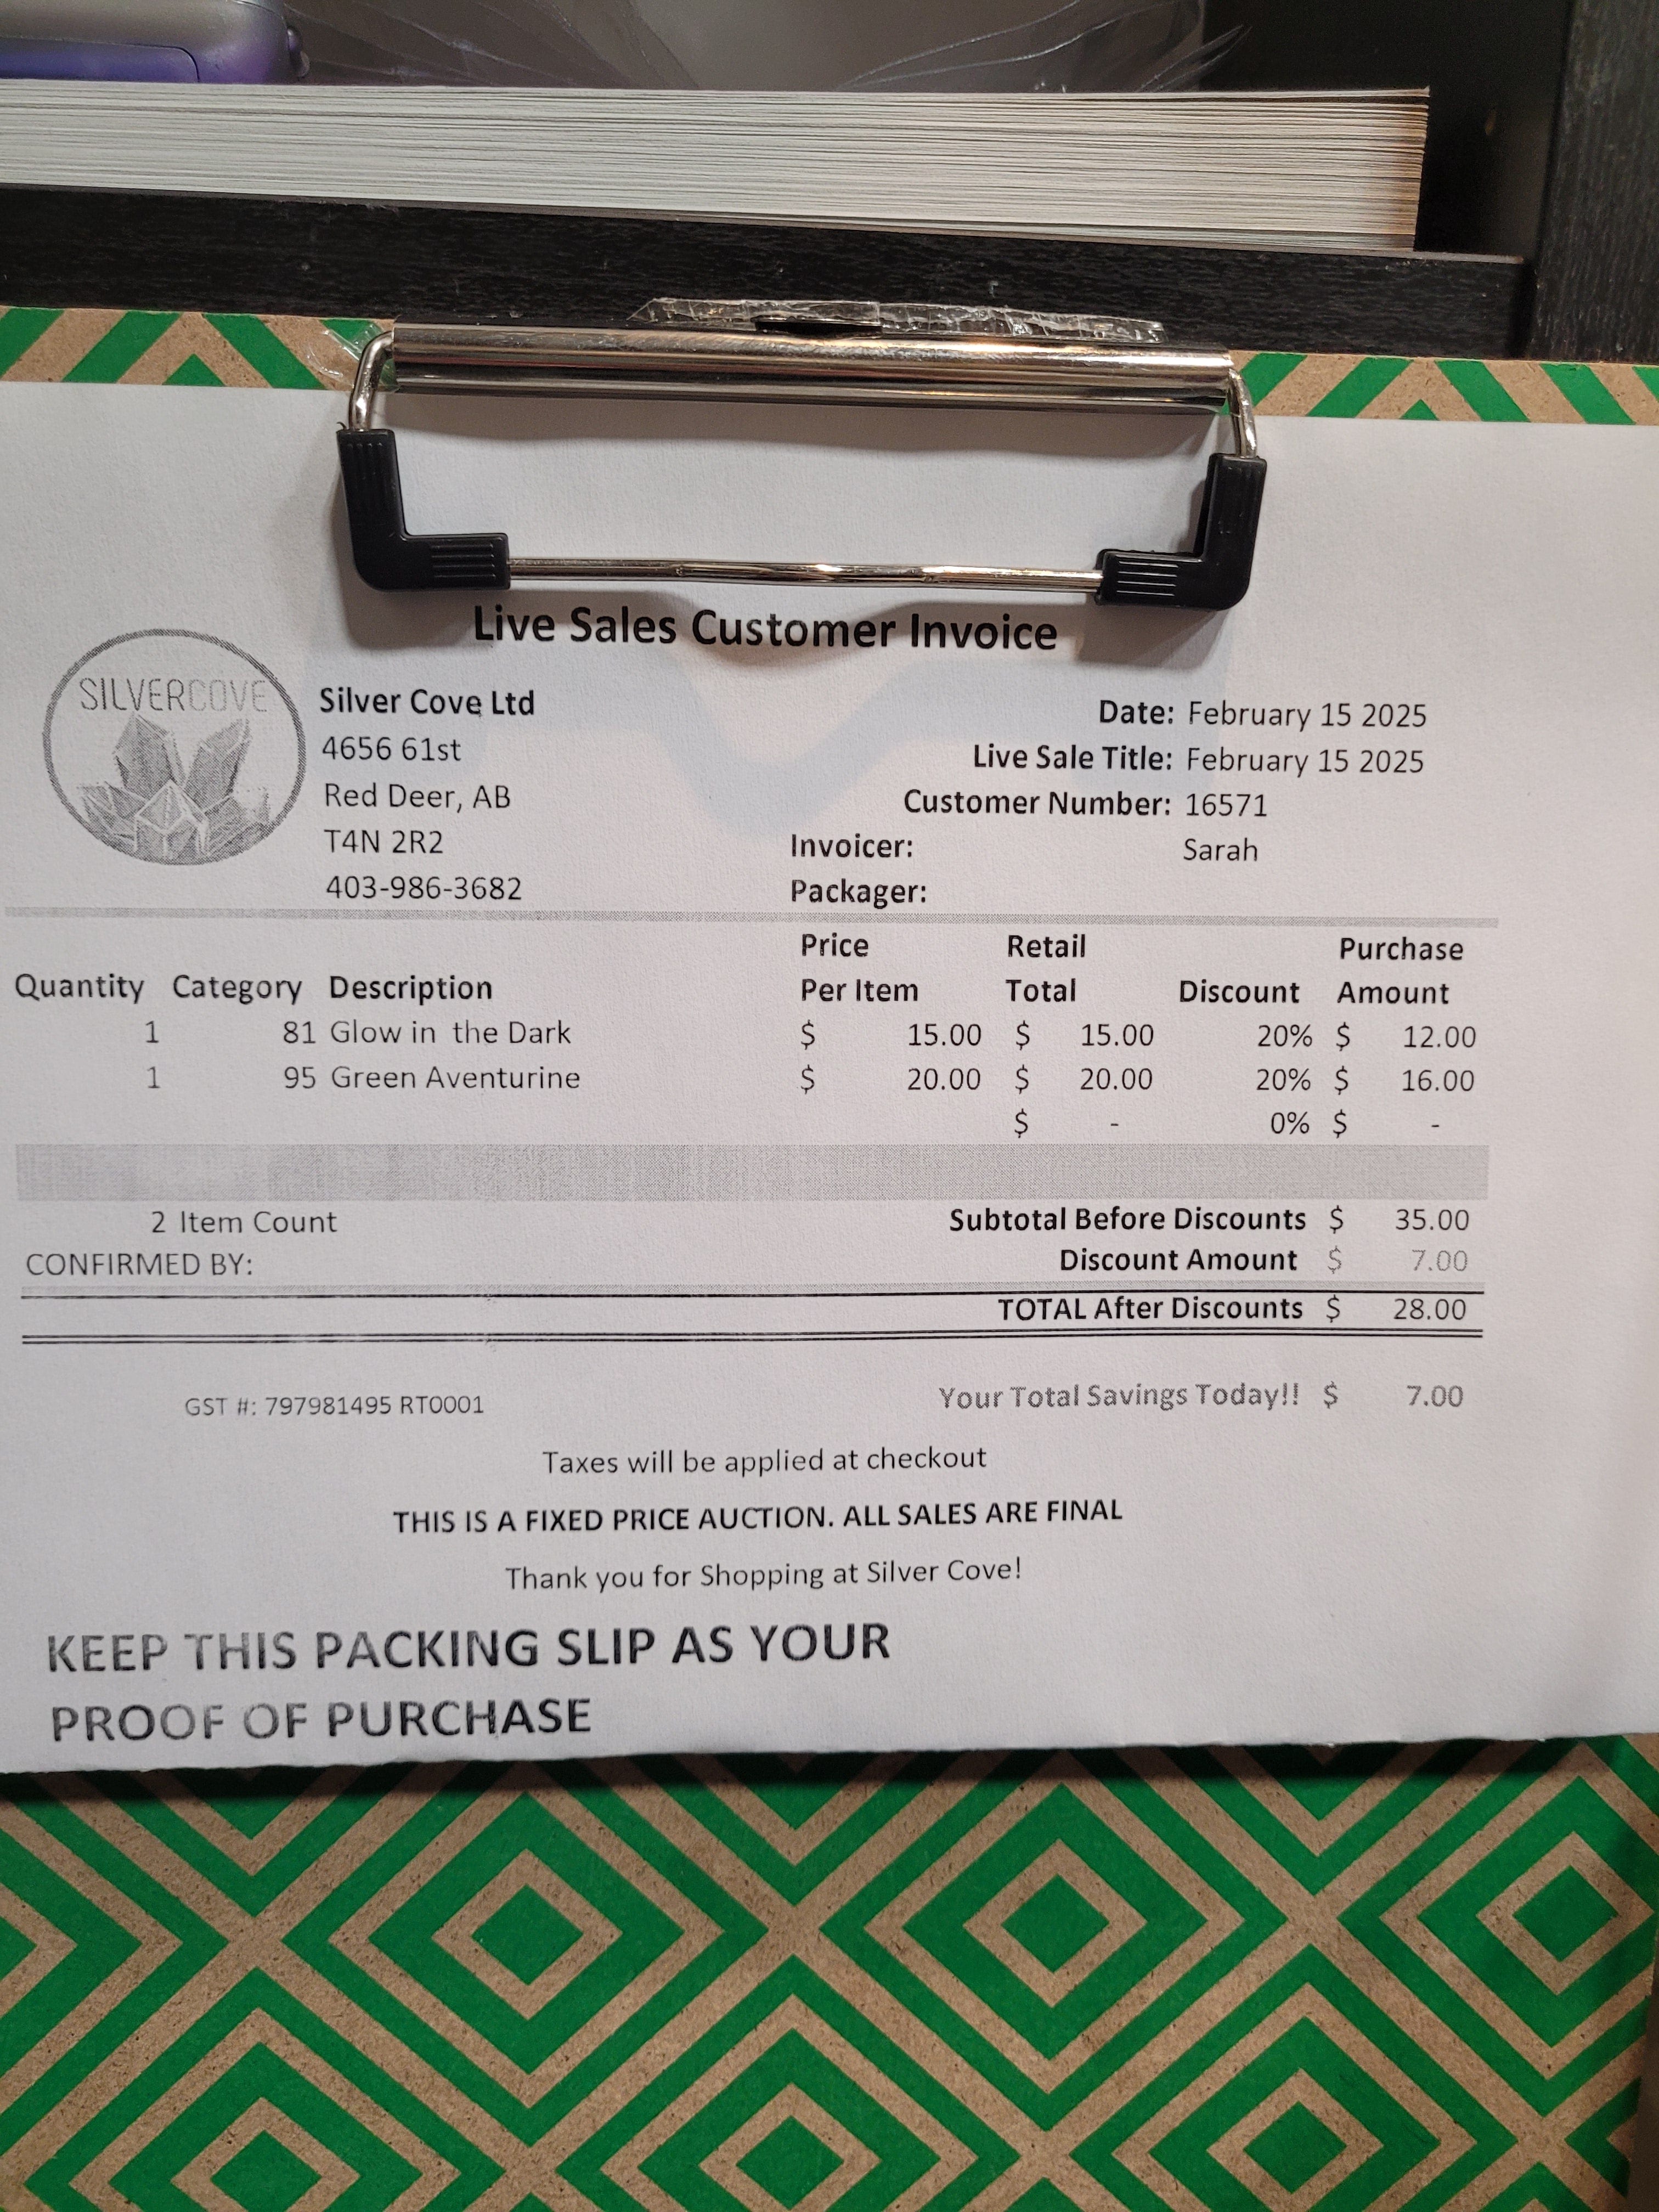 Live Sales Customer Invoice
SILVERCOVE
Silver Cove Ltd
4656 61st
Red Deer, AB
T4N 2R2
403-986-3682
Date: February 15 2025
Live Sale Title: February 15 2025
Customer Number: 16571
Invoicer: Sarah
Packager:
Quantity Category Description Price Per Item Retail Total Discount Purchase Amount
1 81 Glow in the Dark $ 15.00 $ 15.00 20% $ 12.00
1 95 Green Aventurine $ 20.00 $ 20.00 20% $ 16.00
$ - 0% $ -
2 Item Count Subtotal Before Discounts $ 35.00
CONFIRMED BY: Discount Amount $ 7.00
TOTAL After Discounts $ 28.00
GST #: 797981495 RT0001 Your Total Savings Today!! $ 7.00
Taxes will be applied at checkout
THIS IS A FIXED PRICE AUCTION. ALL SALES ARE FINAL
Thank you for Shopping at Silver Cove!
KEEP THIS PACKING SLIP AS YOUR
PROOF OF PURCHASE